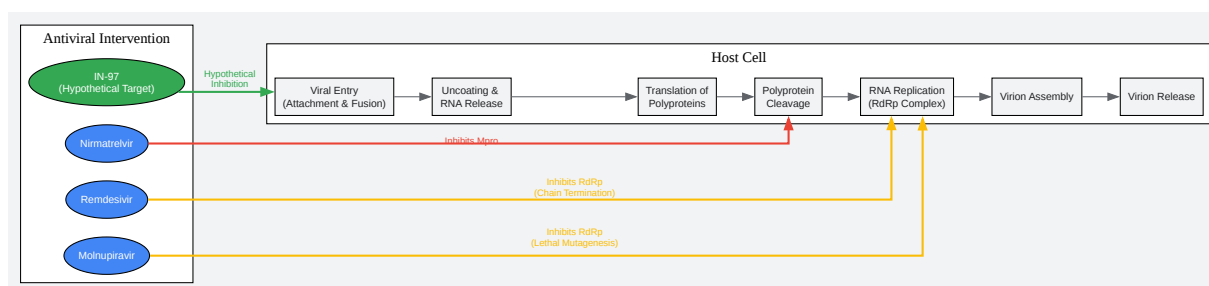 Antiviral Intervention
IN-97
(Hypothetical Target)
Hypothetical
Inhibition
Host Cell
Viral Entry
(Attachment & Fusion)
Uncoating &
RNA Release
Translation of
Polyproteins
Polyprotein
Cleavage
RNA Replication
(RdRp Complex)
Virion Assembly
Virion Release
Nirmatrelvir
Inhibits Mpro
Remdesivir
Inhibits RdRp
(Chain Termination)
Molnupiravir
Inhibits RdRp
(Lethal Mutagenesis)